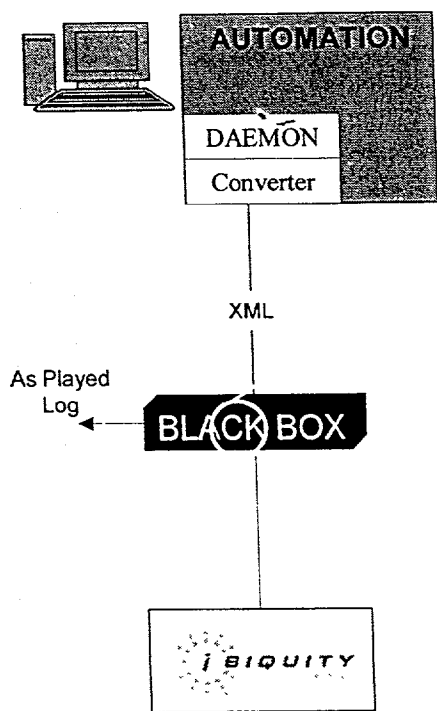 AUTOMATION
DAEMON
Converter
XML
As Played
Log
BLACK BOX
iBIQUITY